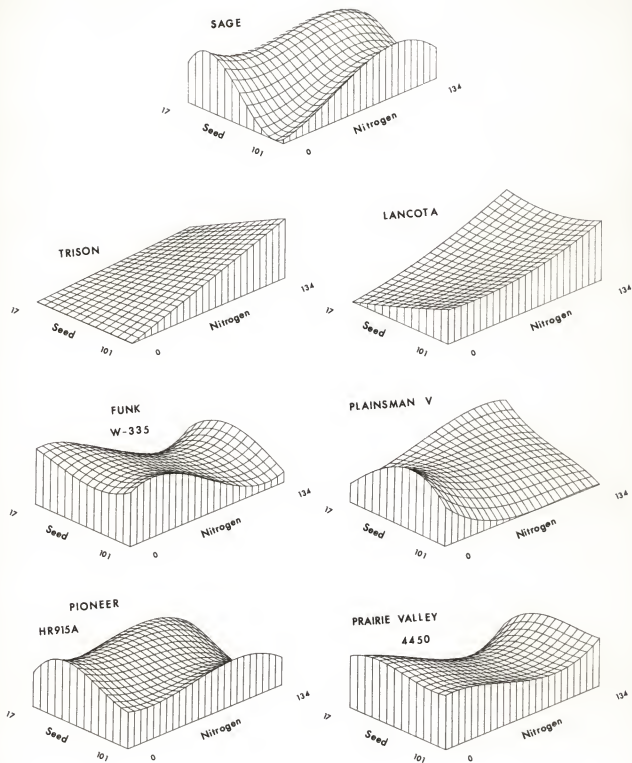 SAGE
17
Seed
101
0
Nitrogen
134
TRISON
17
Seed
101
0
Nitrogen
134
LANCOTA
17
Seed
101
0
Nitrogen
134
FUNK
W-335
17
Seed
101
0
Nitrogen
134
PLAINSMAN V
17
Seed
101
0
Nitrogen
134
PIONEER
HR915A
17
Seed
101
0
Nitrogen
134
PRAIRIE VALLEY
4450
17
Seed
101
0
Nitrogen
134